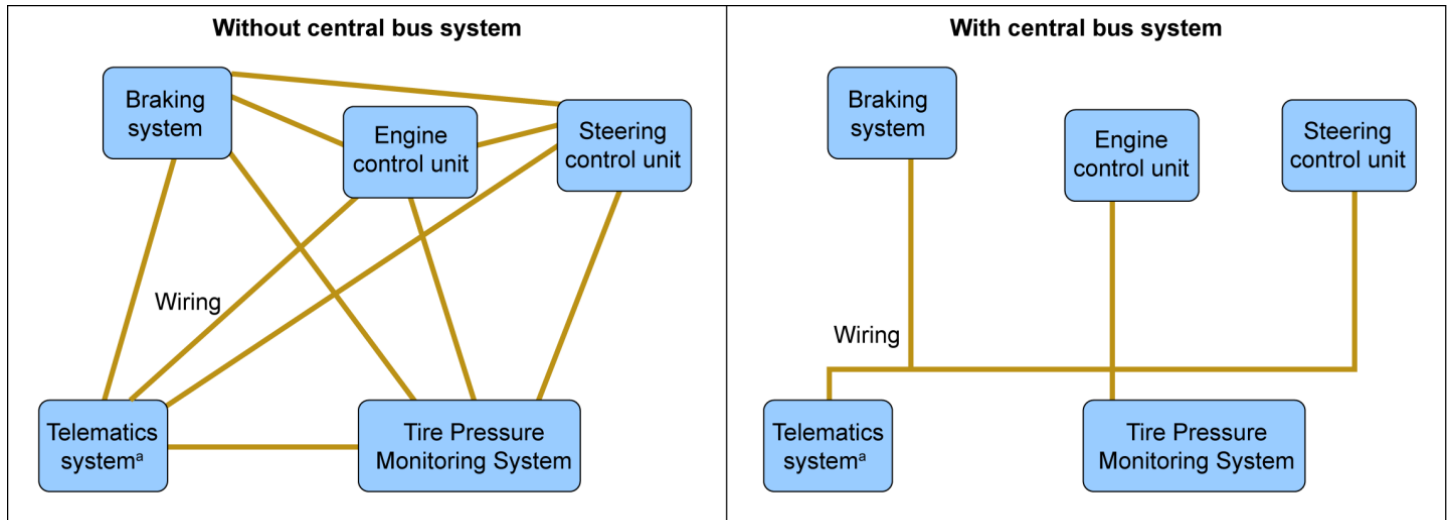 Without central bus system
Braking
system
Engine
control unit
Steering
control unit
Wiring
Telematics
systemᵃ
Tire Pressure
Monitoring System
With central bus system
Braking
system
Engine
control unit
Steering
control unit
Wiring
Telematics
systemᵃ
Tire Pressure
Monitoring System